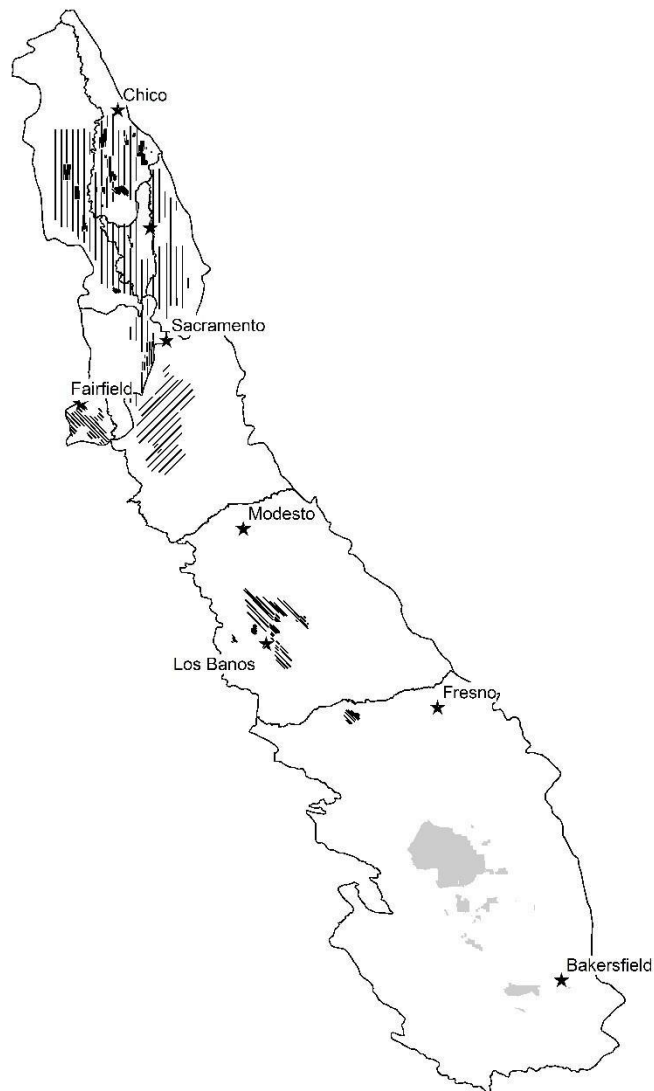 Chico
Sacramento
Fairfield
Modesto
Los Banos
Fresno
Bakersfield